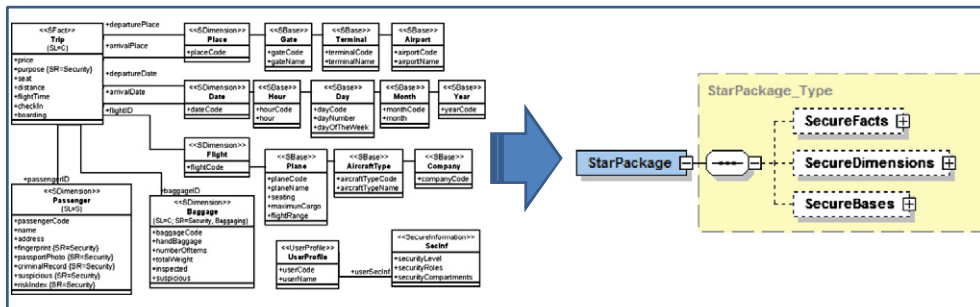 <<SFact>>
Trip
{SL=C}
+price
+purpose {SR=Security}
+seat
+distance
+flightTime
+checkIn
+boarding
+departurePlace
+arrivalPlace
+departureDate
+arrivalDate
+flightID
+passengerID
+baggageID
<<SDimension>>
Place
+placeCode
<<SBase>>
Gate
+gateCode
+gateName
<<SBase>>
Terminal
+terminalCode
+terminalName
<<SBase>>
Airport
+airportCode
+airportName
<<SDimension>>
Date
+dateCode
<<SBase>>
Hour
+hourCode
+hour
<<SBase>>
Day
+dayCode
+dayNumber
+dayOfTheWeek
<<SBase>>
Month
+monthCode
+month
<<SBase>>
Year
+yearCode
<<SDimension>>
Flight
+flightCode
<<SBase>>
Plane
+planeCode
+planeName
+seating
+maximunCargo
+flightRange
<<SBase>>
AircraftType
+aircraftTypeCode
+aircraftTypeName
<<SBase>>
Company
+companyCode
<<SDimension>>
Passenger
{SL=S}
+passengerCode
+name
+address
+fingerprint {SR=Security}
+passportPhoto {SR=Security}
+criminalRecord {SR=Security}
+suspicious {SR=Security}
+riskIndex {SR=Security}
<<SDimension>>
Baggage
{SL=C; SR=Security, Baggaging}
+baggageCode
+handBaggage
+numberOfItems
+totalWeight
+inspected
+suspicious
<<UserProfile>>
UserProfile
+userCode
+userName
+userSecInf
<<SecureInformation>>
SecInf
+securityLevel
+securityRoles
+securityCompartments
StarPackage
StarPackage_Type
SecureFacts
SecureDimensions
SecureBases